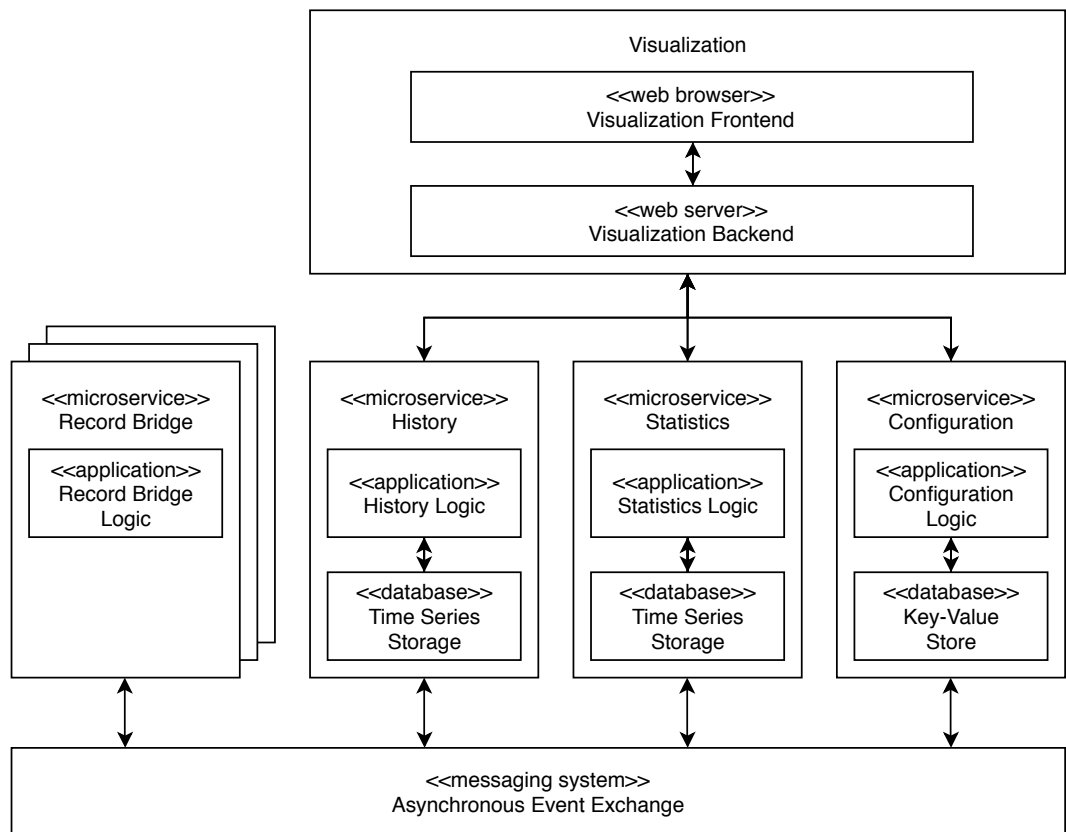 Visualization
<<web browser>>
Visualization Frontend
<<web server>>
Visualization Backend
<<microservice>>
Record Bridge
<<application>>
Record Bridge
Logic
<<microservice>>
History
<<application>>
History Logic
<<database>>
Time Series
Storage
<<microservice>>
Statistics
<<application>>
Statistics Logic
<<database>>
Time Series
Storage
<<microservice>>
Configuration
<<application>>
Configuration
Logic
<<database>>
Key-Value
Store
<<messaging system>>
Asynchronous Event Exchange